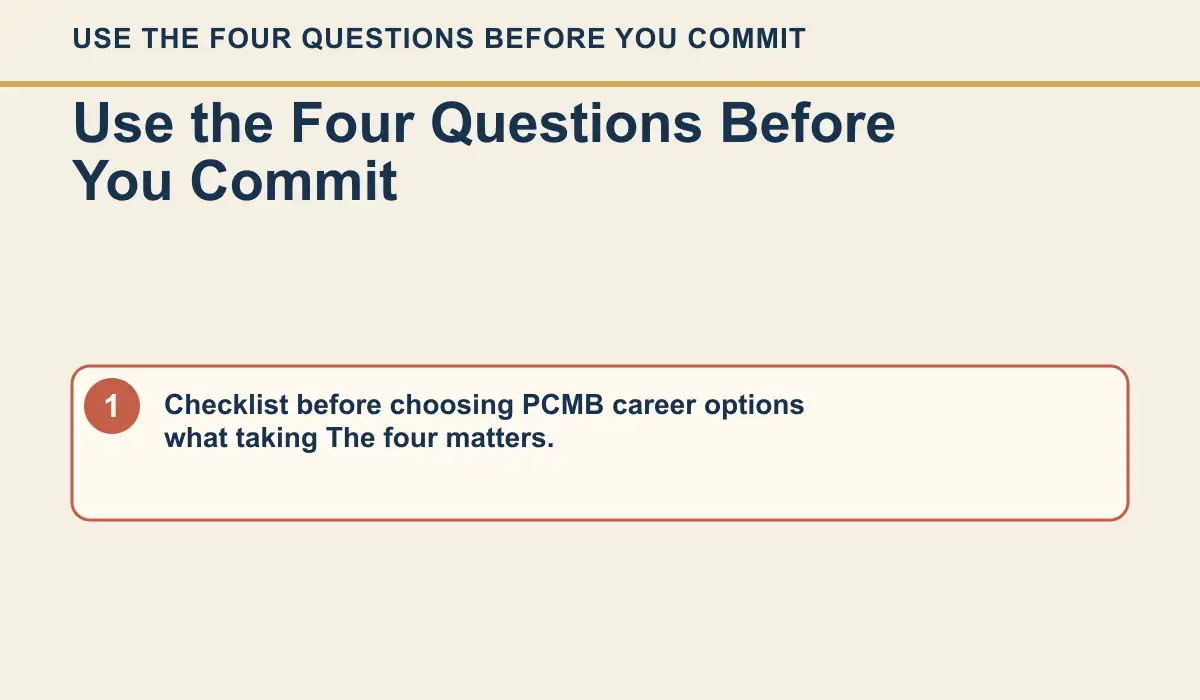 USE THE FOUR QUESTIONS BEFORE YOU COMMIT
Use the Four Questions Before
You Commit
1
Checklist before choosing PCMB career options
what taking The four matters.